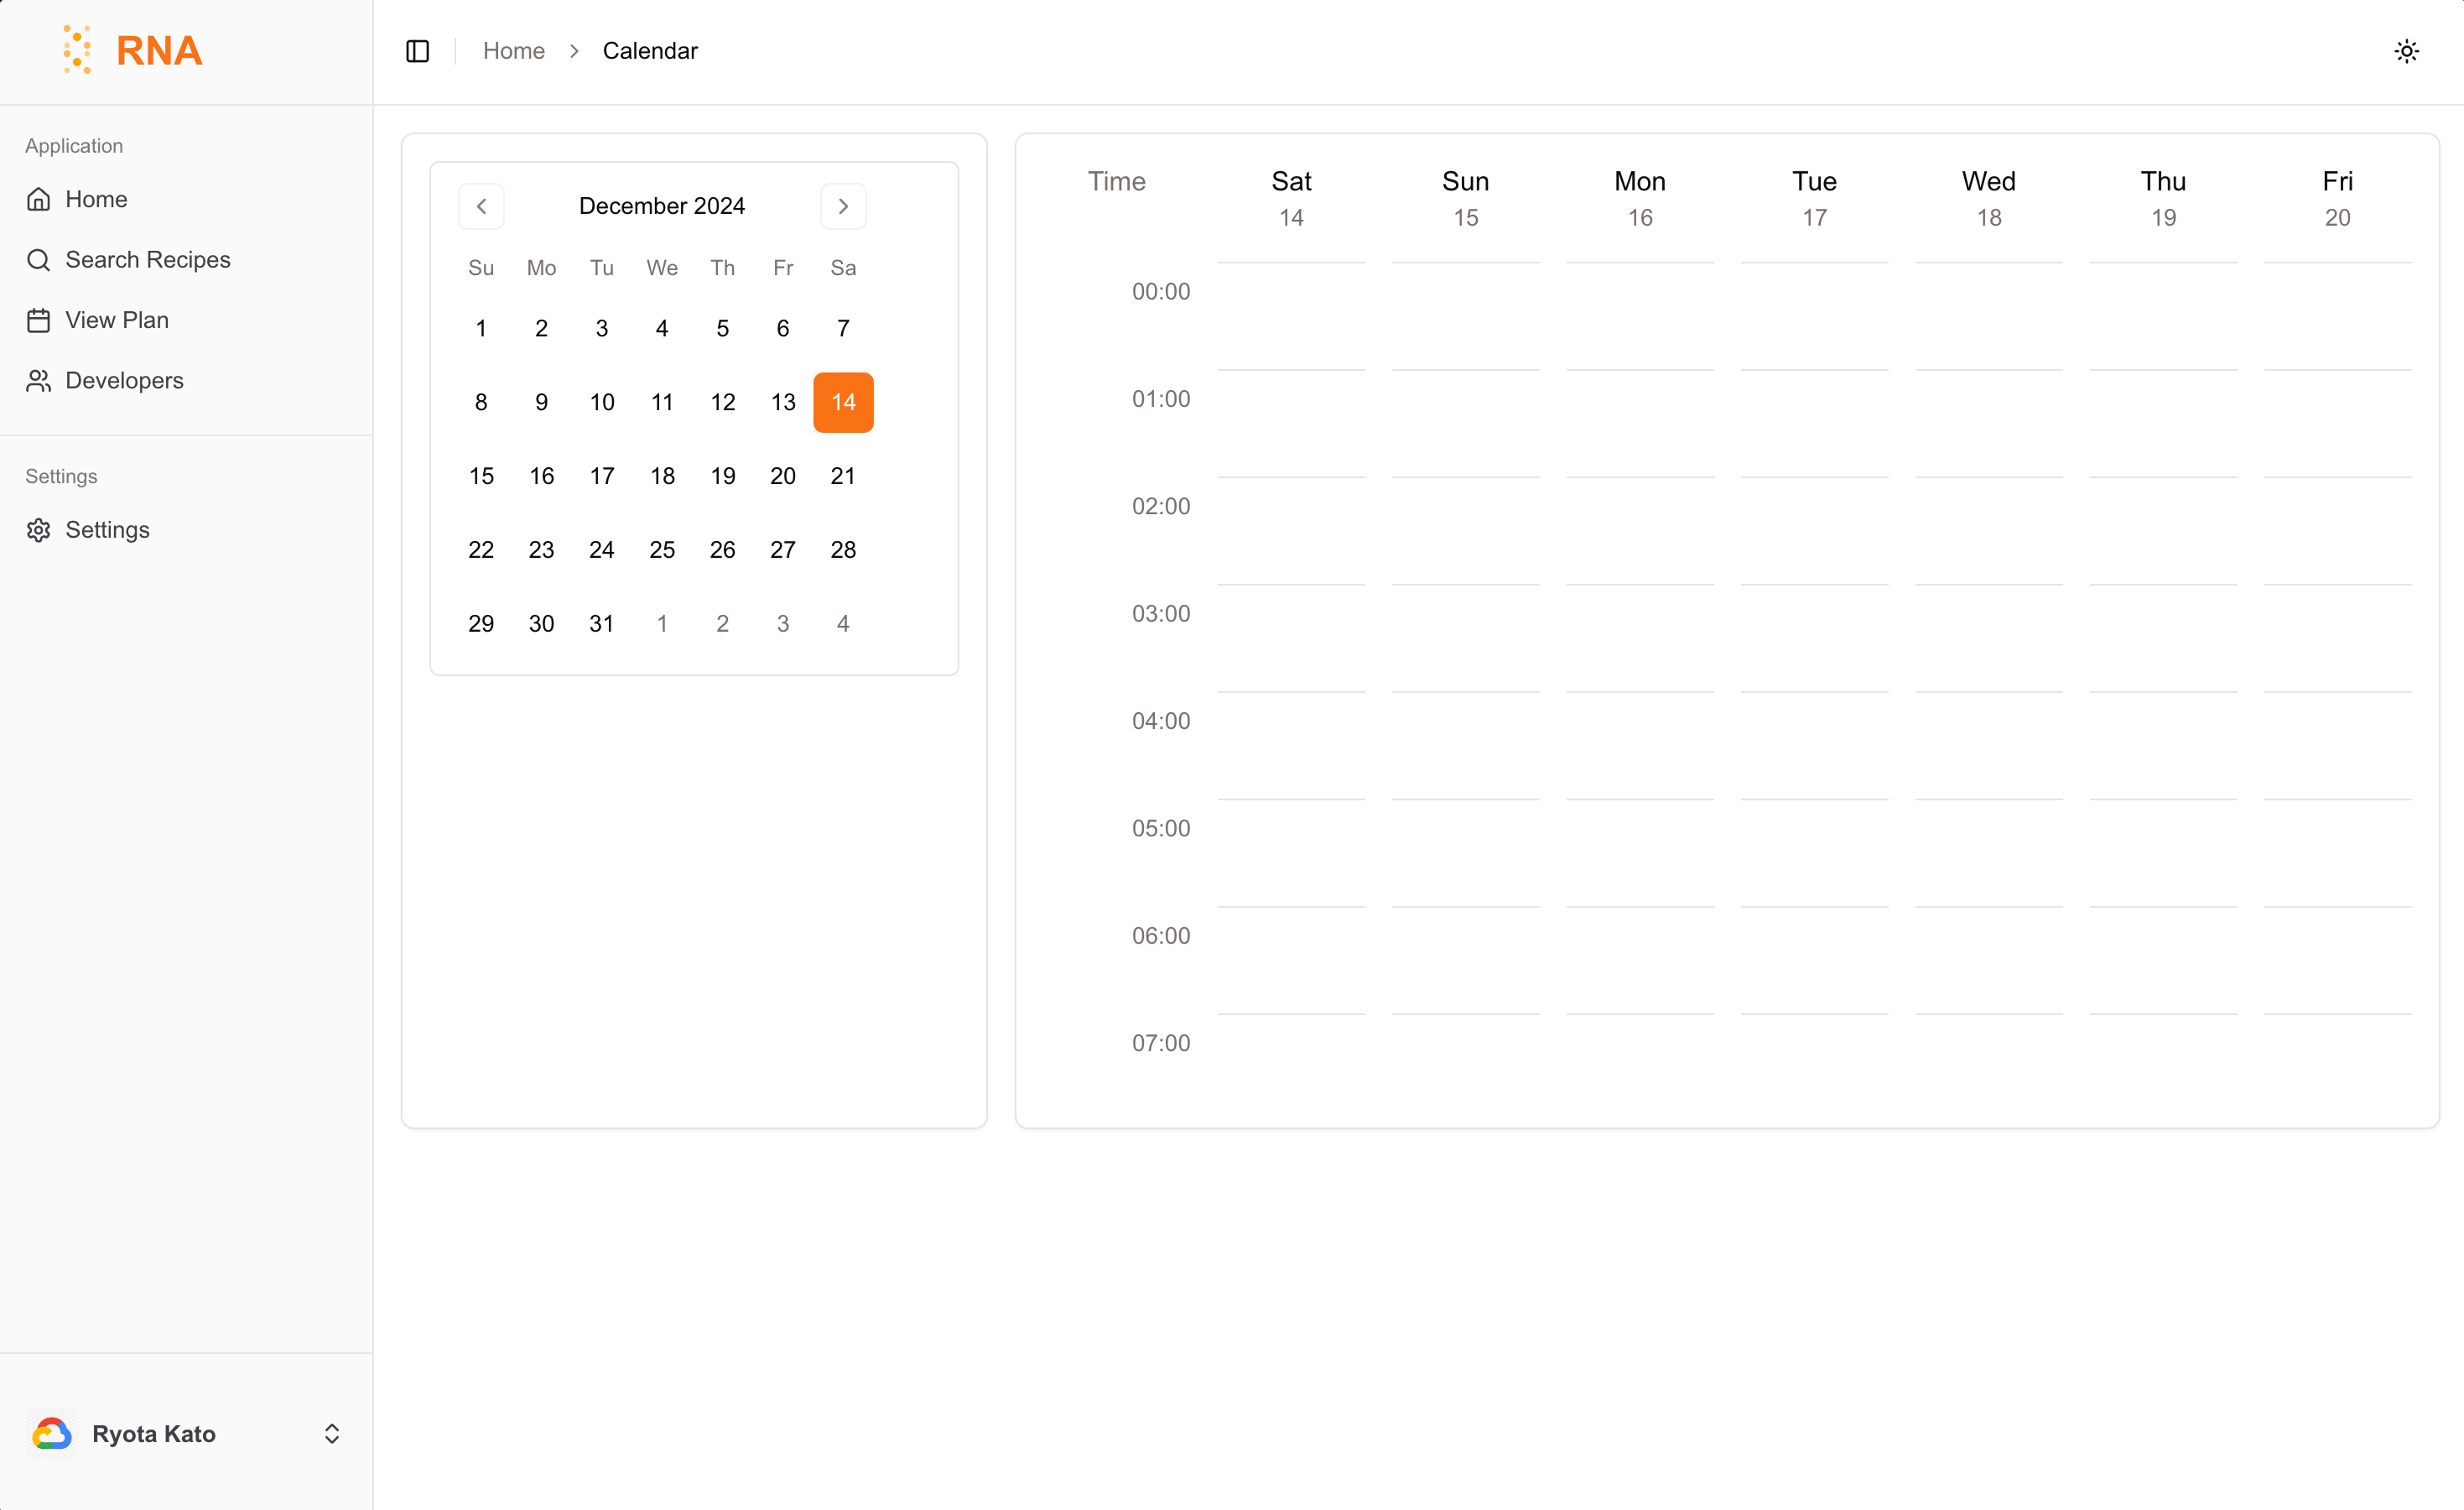 RNA
Application
Home
Search Recipes
View Plan
Developers
Settings
Settings
Ryota Kato
Home > Calendar
December 2024
Su Mo Tu We Th Fr Sa
1 2 3 4 5 6 7
8 9 10 11 12 13 14
15 16 17 18 19 20 21
22 23 24 25 26 27 28
29 30 31 1 2 3 4
Time Sat Sun Mon Tue Wed Thu Fri
14 15 16 17 18 19 20
00:00
01:00
02:00
03:00
04:00
05:00
06:00
07:00